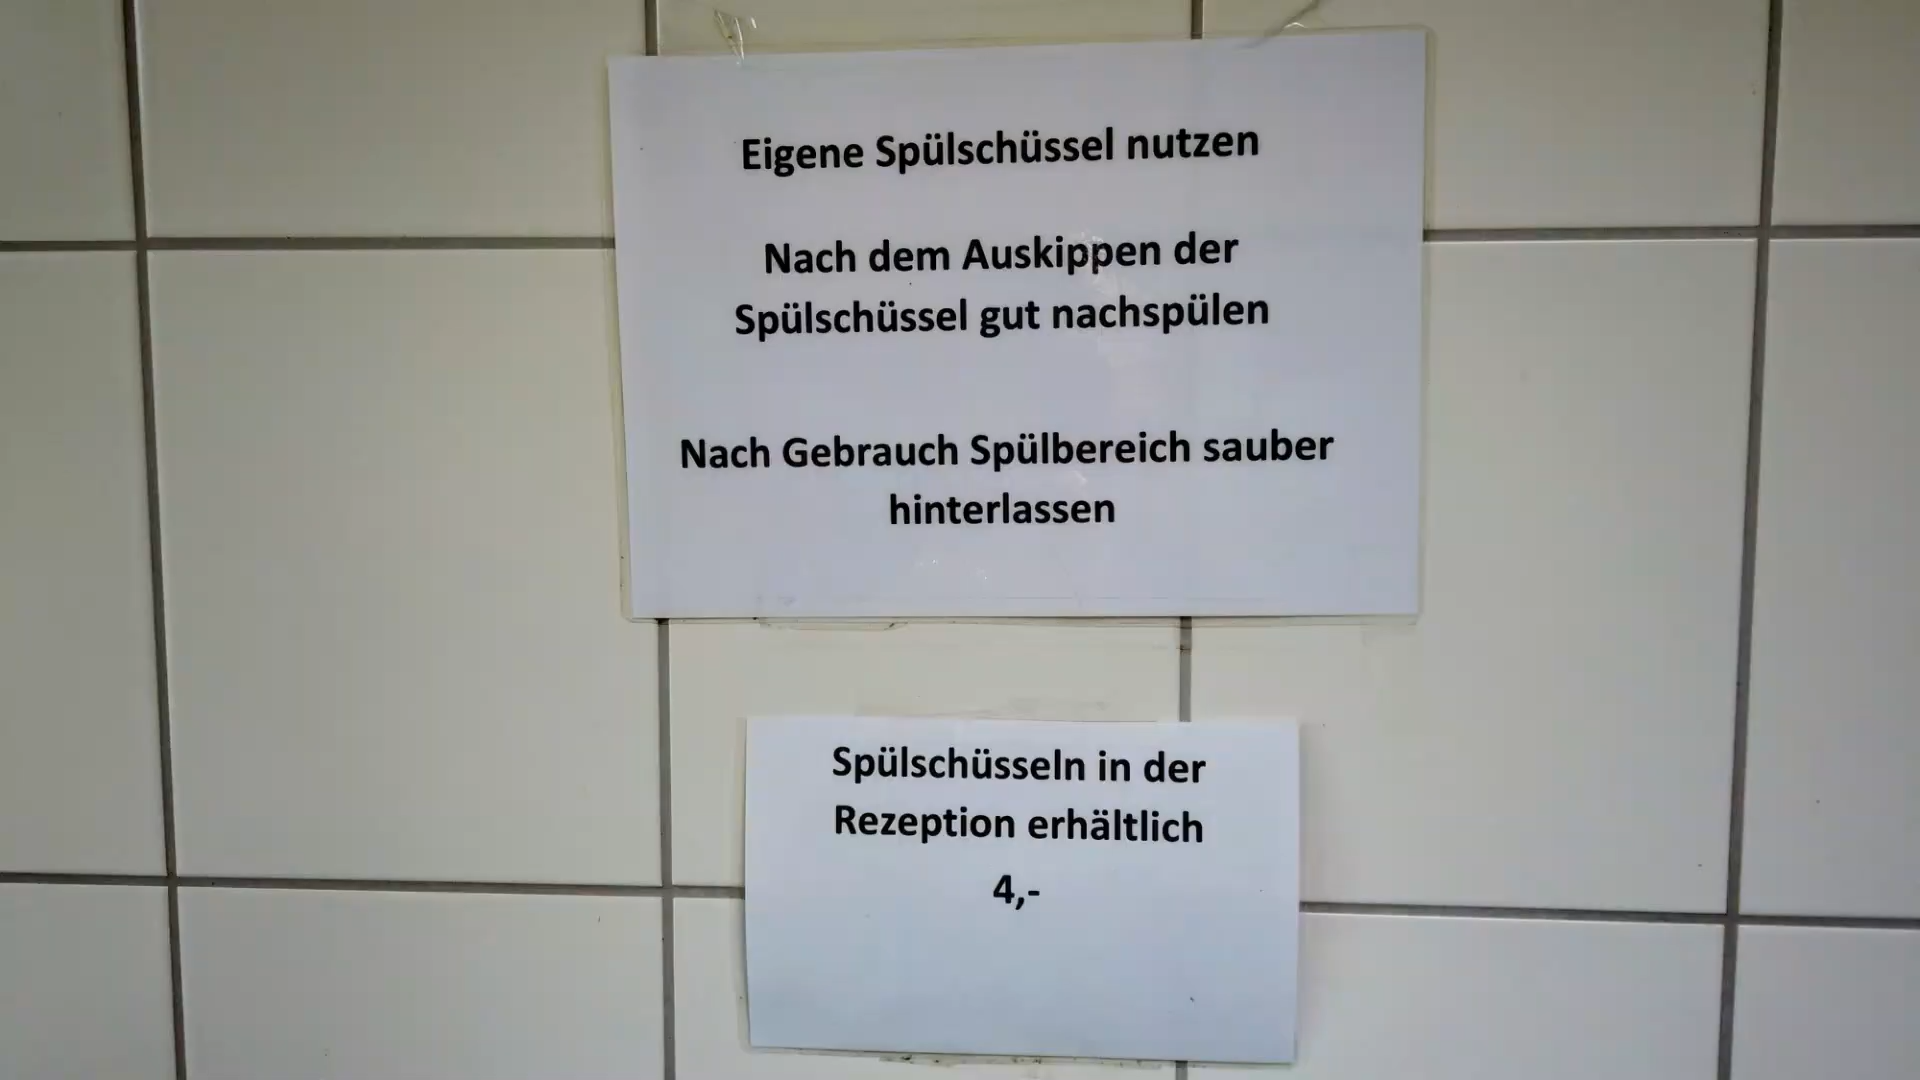 Eigene Spülschüssel nutzen
Nach dem Auskippen der
Spülschüssel gut nachspülen
Nach Gebrauch Spülbereich sauber
hinterlassen
Spülschüsseln in der
Rezeption erhältlich
4,-